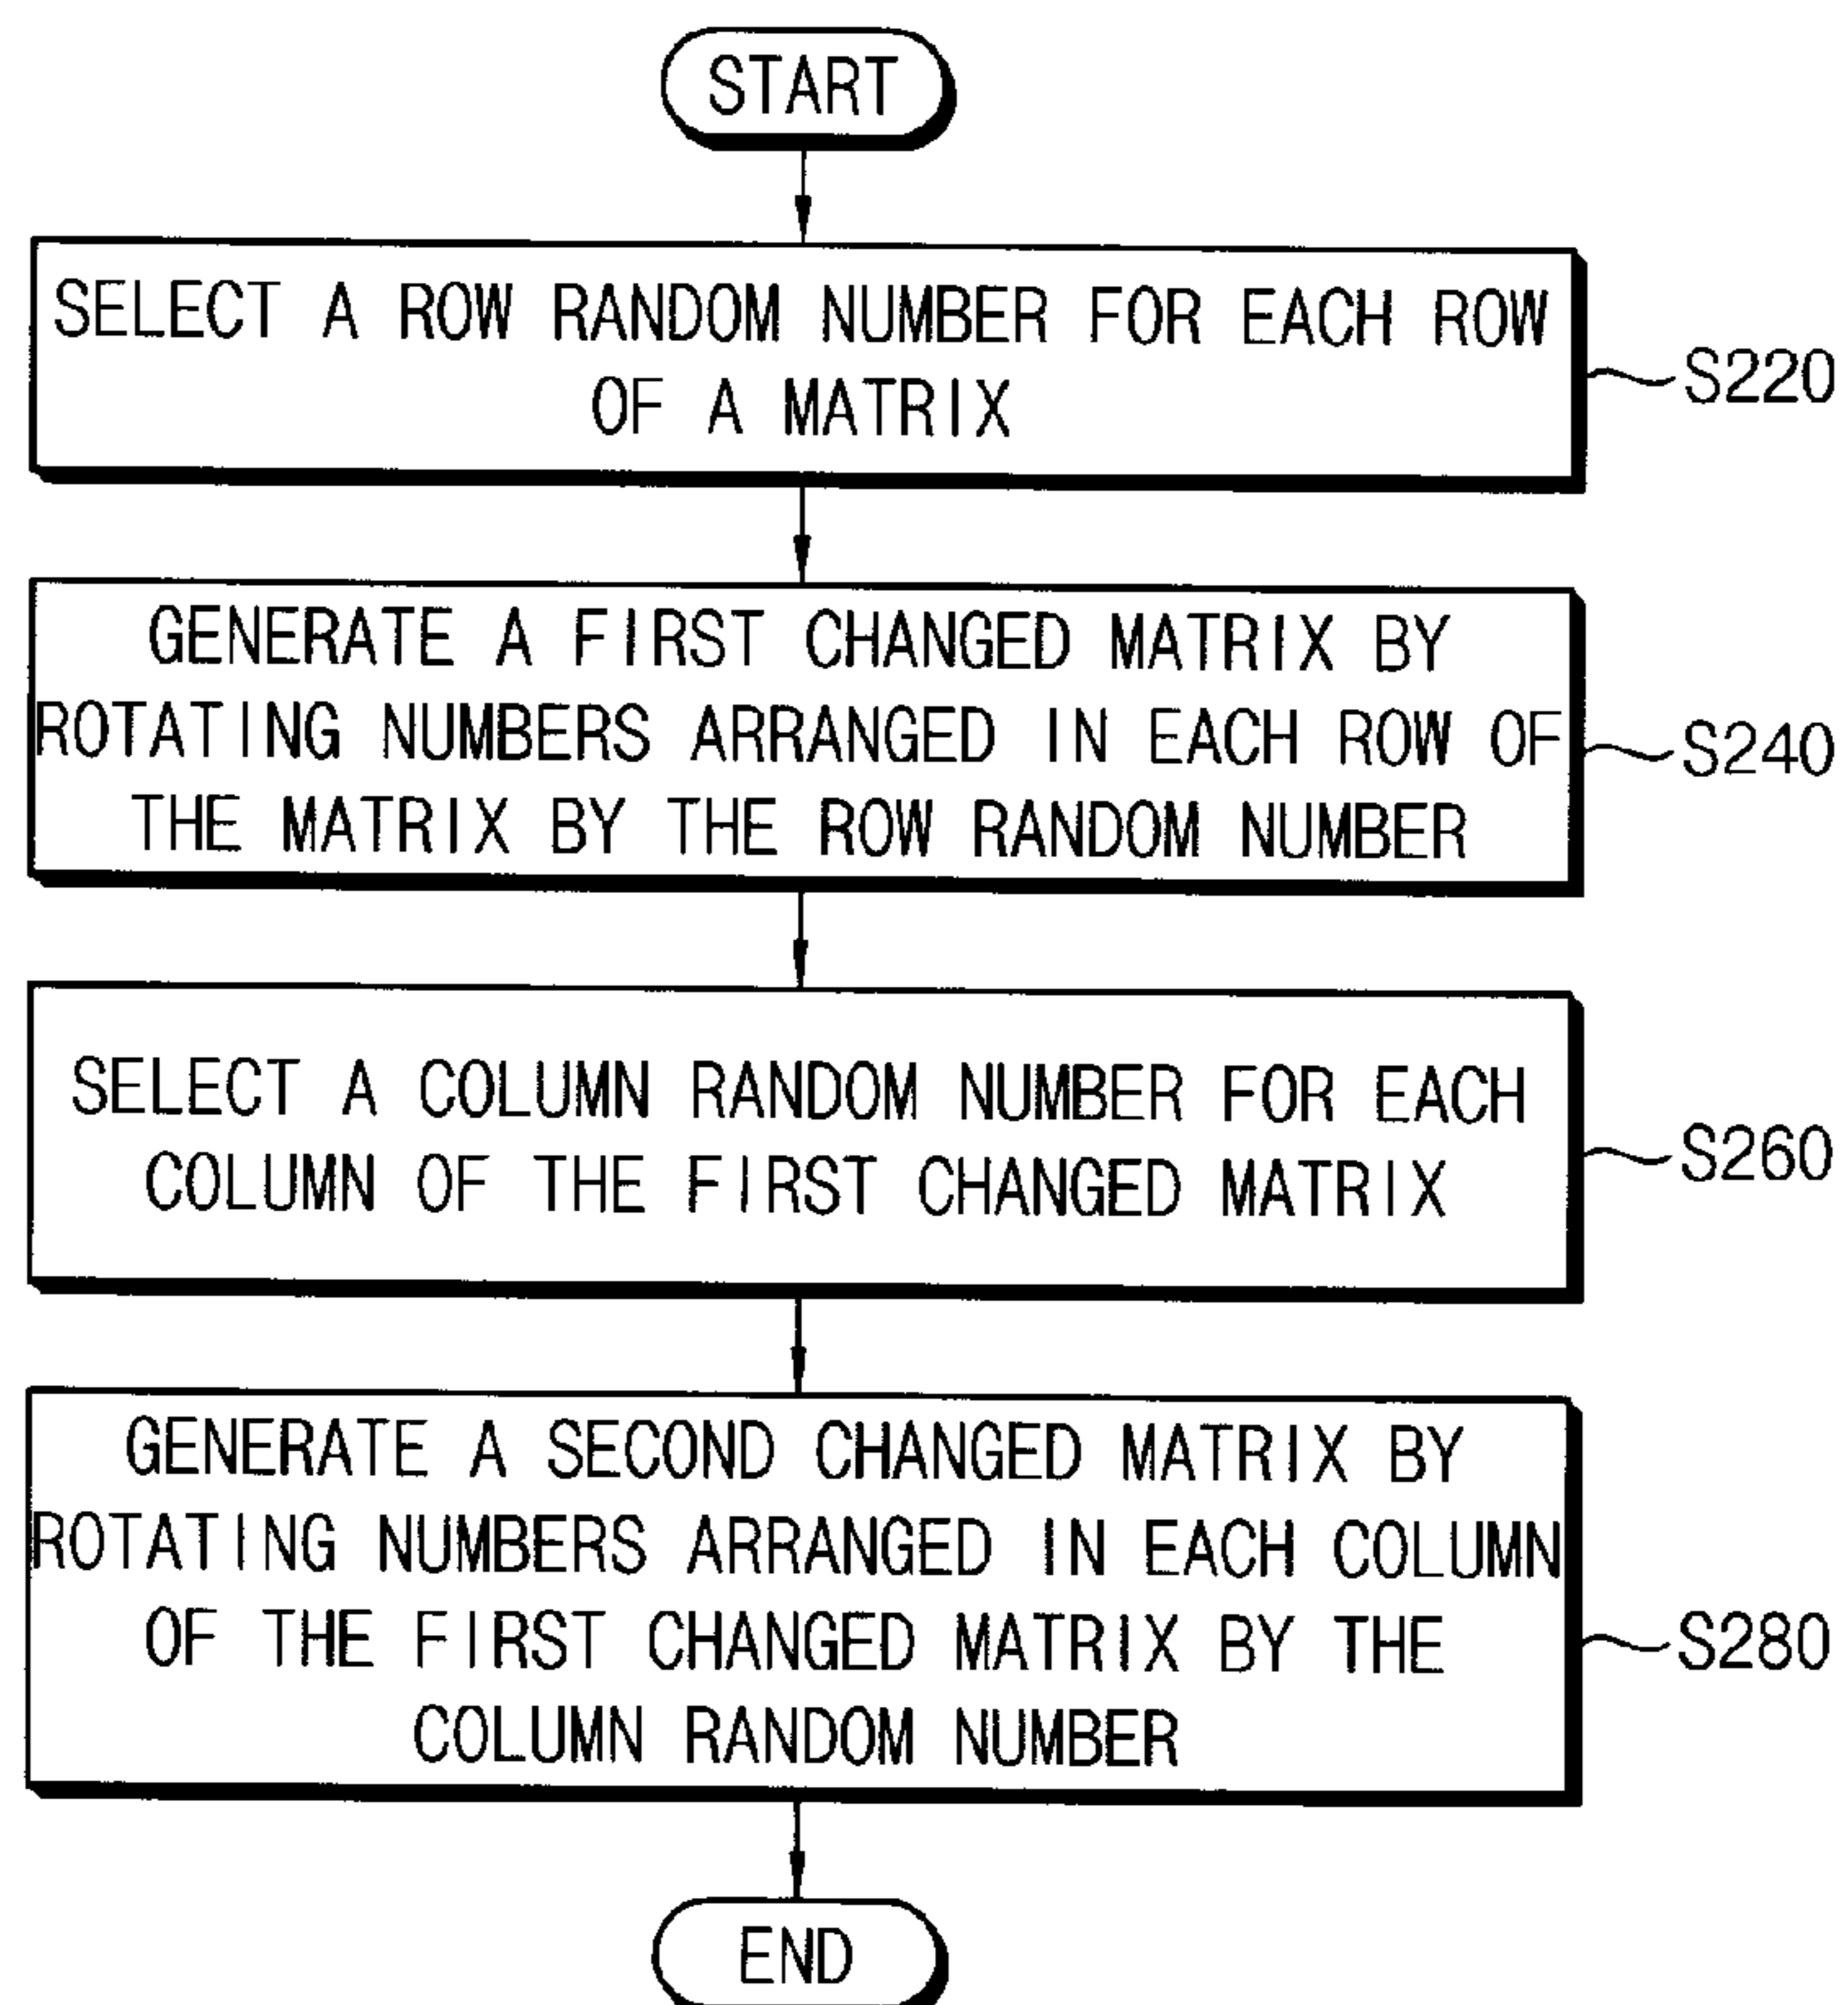 START
SELECT A ROW RANDOM NUMBER FOR EACH ROW
OF A MATRIX
S220
GENERATE A FIRST CHANGED MATRIX BY
ROTATING NUMBERS ARRANGED IN EACH ROW OF
THE MATRIX BY THE ROW RANDOM NUMBER
S240
SELECT A COLUMN RANDOM NUMBER FOR EACH
COLUMN OF THE FIRST CHANGED MATRIX
S260
GENERATE A SECOND CHANGED MATRIX BY
ROTATING NUMBERS ARRANGED IN EACH COLUMN
OF THE FIRST CHANGED MATRIX BY THE
COLUMN RANDOM NUMBER
S280
END